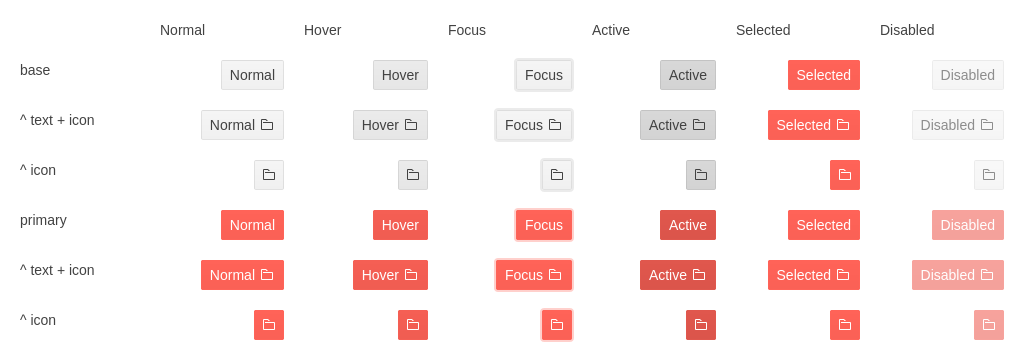 Normal Hover Focus Active Selected Disabled
base Normal Hover Focus Active Selected Disabled
^ text + icon Normal Hover Focus Active Selected Disabled
^ icon
primary Normal Hover Focus Active Selected Disabled
^ text + icon Normal Hover Focus Active Selected Disabled
^ icon